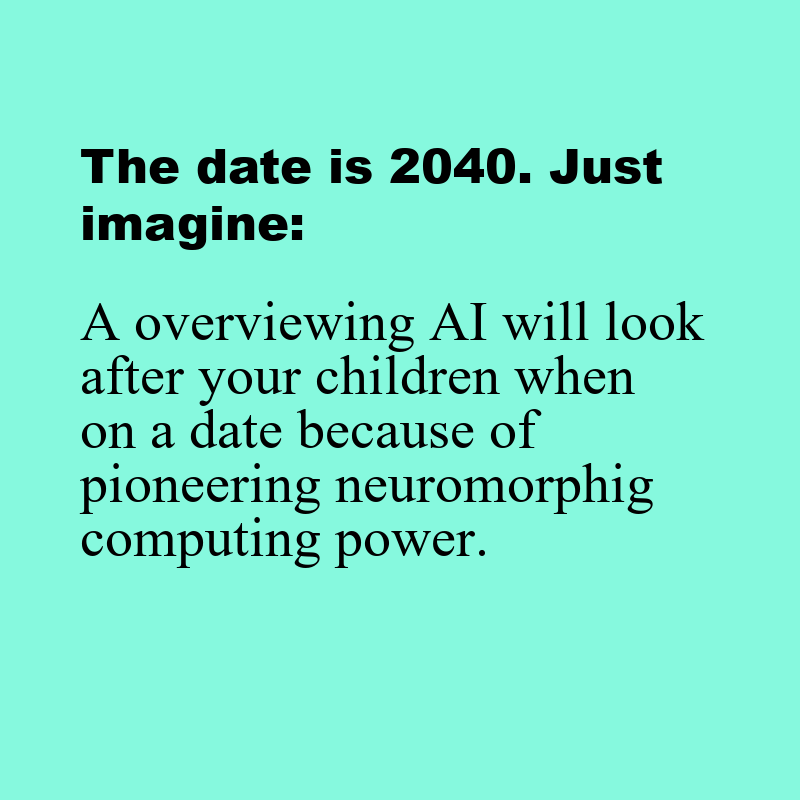 The date is 2040. Just
imagine:
A overviewing AI will look
after your children when
on a date because of
pioneering neuromorphig
computing power.